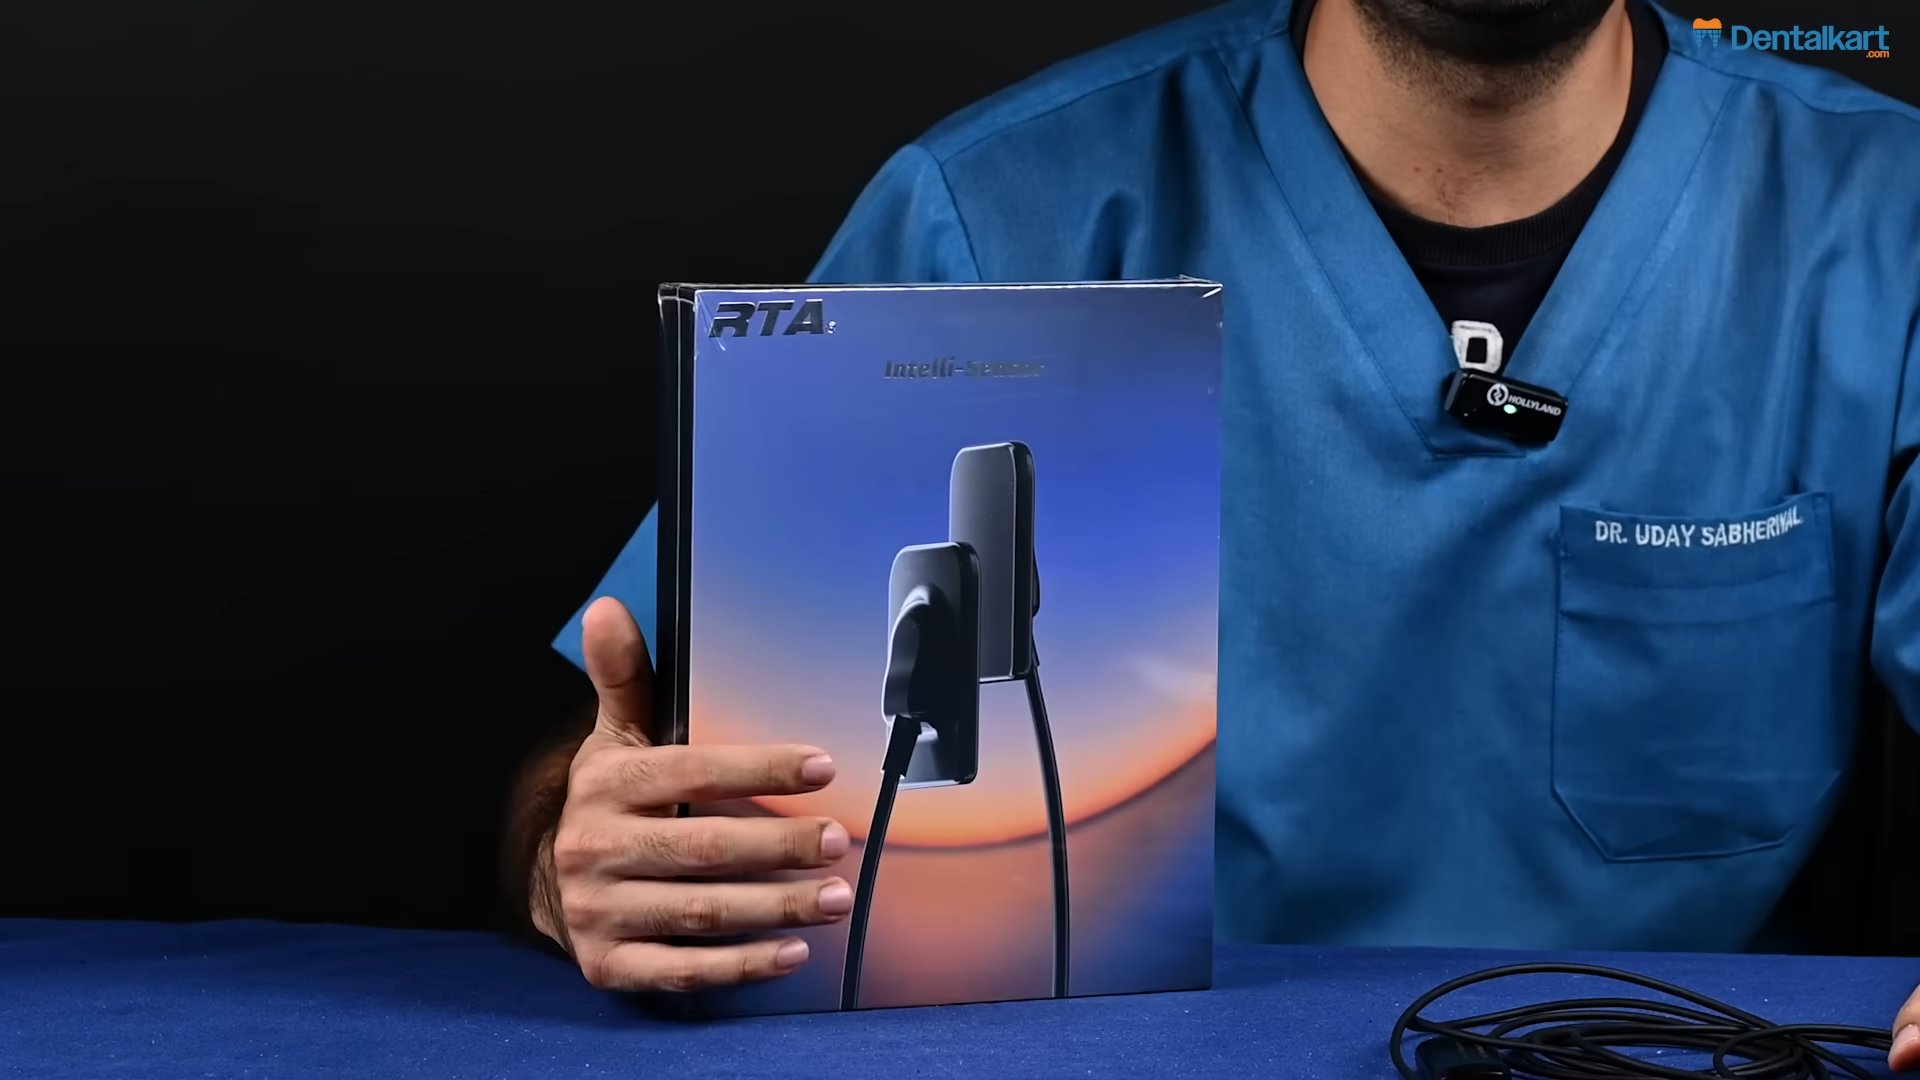 Dentalkart
.com
RTA
Intelli-Sensor
HOLLYLAND
DR. UDAY SABHERWAL